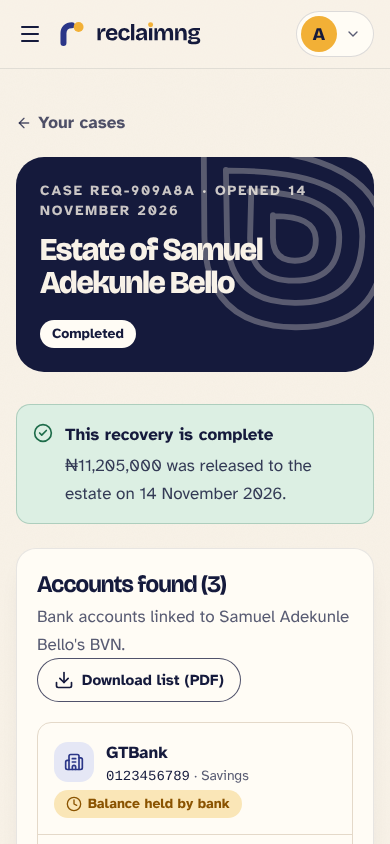 reclaimng
A
← Your cases
CASE REQ-909A8A · OPENED 14
NOVEMBER 2026
Estate of Samuel
Adekunle Bello
Completed
This recovery is complete
₦11,205,000 was released to the
estate on 14 November 2026.
Accounts found (3)
Bank accounts linked to Samuel Adekunle
Bello's BVN.
Download list (PDF)
GTBank
0123456789 · Savings
Balance held by bank